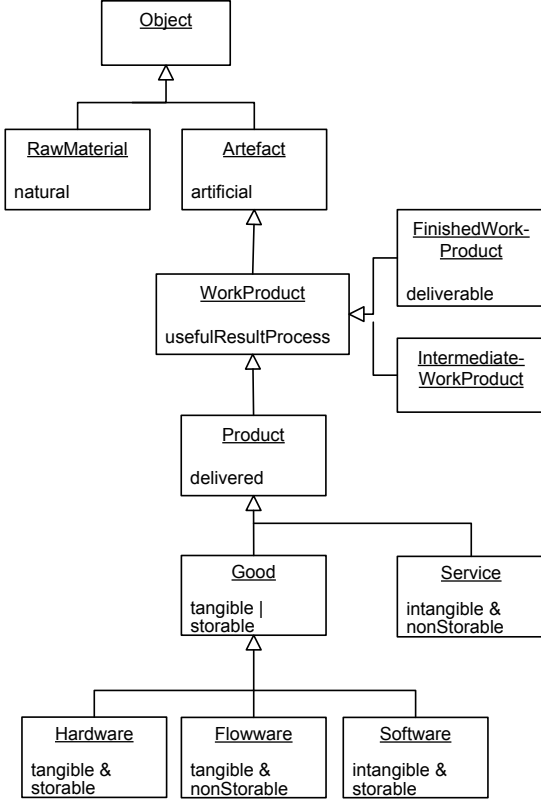 Object
RawMaterial
natural
Artefact
artificial
FinishedWork-
Product
deliverable
WorkProduct
usefulResultProcess
Intermediate-
WorkProduct
Product
delivered
Good
tangible |
storable
Service
intangible &
nonStorable
Hardware
tangible &
storable
Flowware
tangible &
nonStorable
Software
intangible &
storable